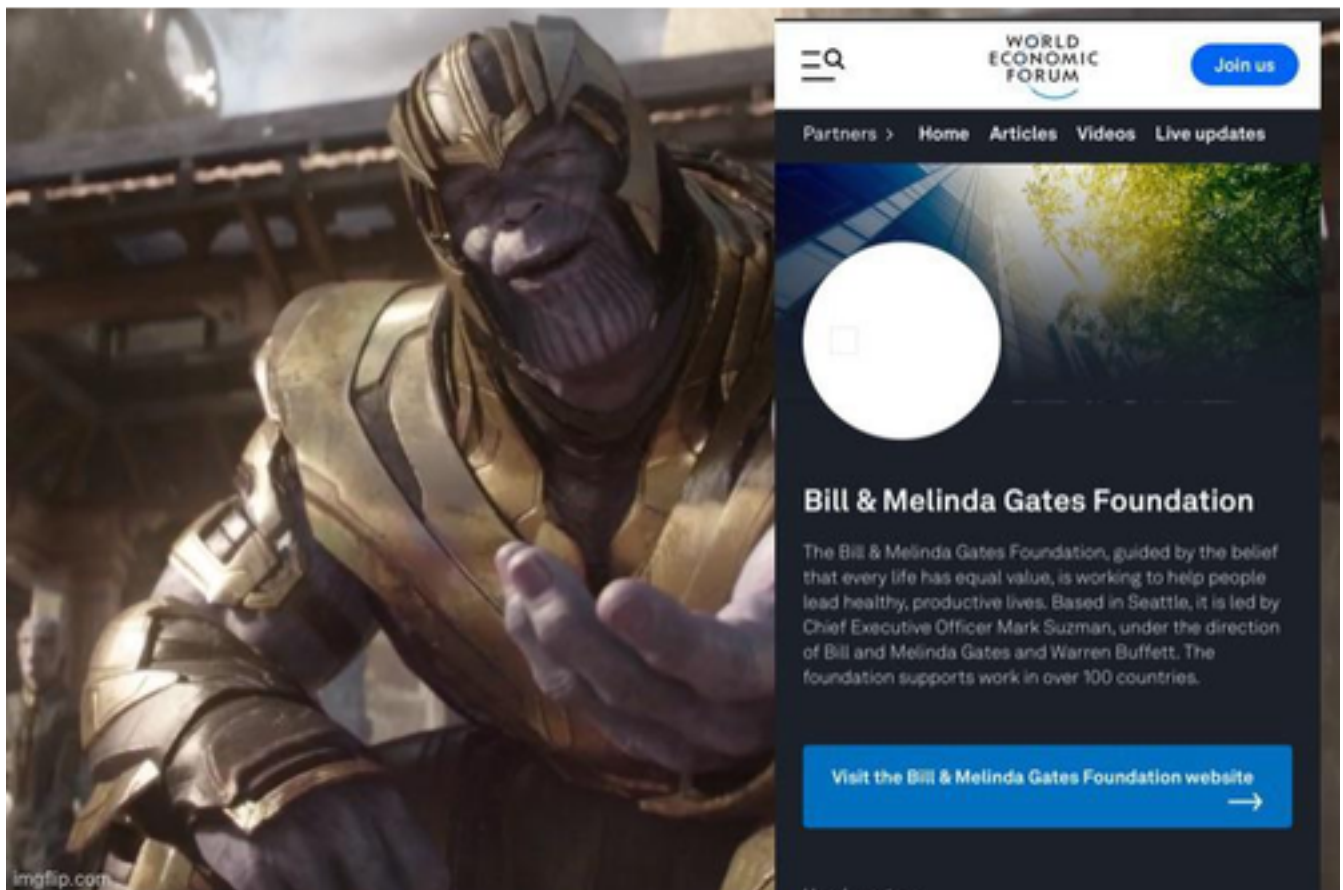 WORLD
ECONOMIC
FORUM
Join us
Partners > Home Articles Videos Live updates
Bill & Melinda Gates Foundation
The Bill & Melinda Gates Foundation, guided by the belief
that every life has equal value, is working to help people
lead healthy, productive lives. Based in Seattle, it is led by
Chief Executive Officer Mark Suzman, under the direction
of Bill and Melinda Gates and Warren Buffett. The
foundation supports work in over 100 countries.
Visit the Bill & Melinda Gates Foundation website
imgflip.com